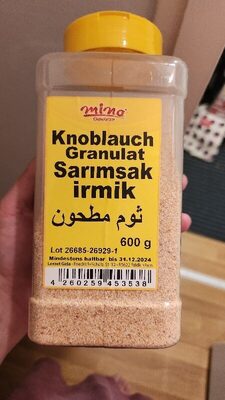 mino
Gewürze
Knoblauch
Granulat
Sarımsak
irmik
ثوم مطحون
600 g
Lot 26685-26929-1
Mindestens haltbar bis 31.12.2024
4 260259 453538